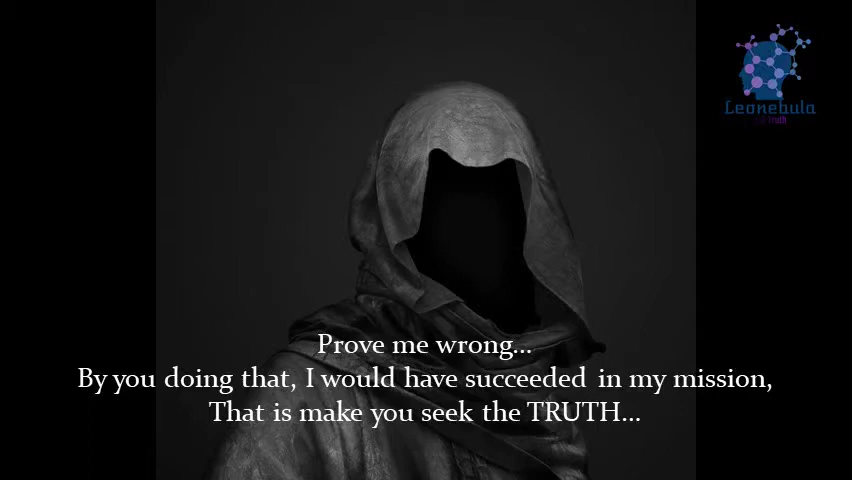 Leonebula
Truth
Prove me wrong...
By you doing that, I would have succeeded in my mission,
That is make you seek the TRUTH...